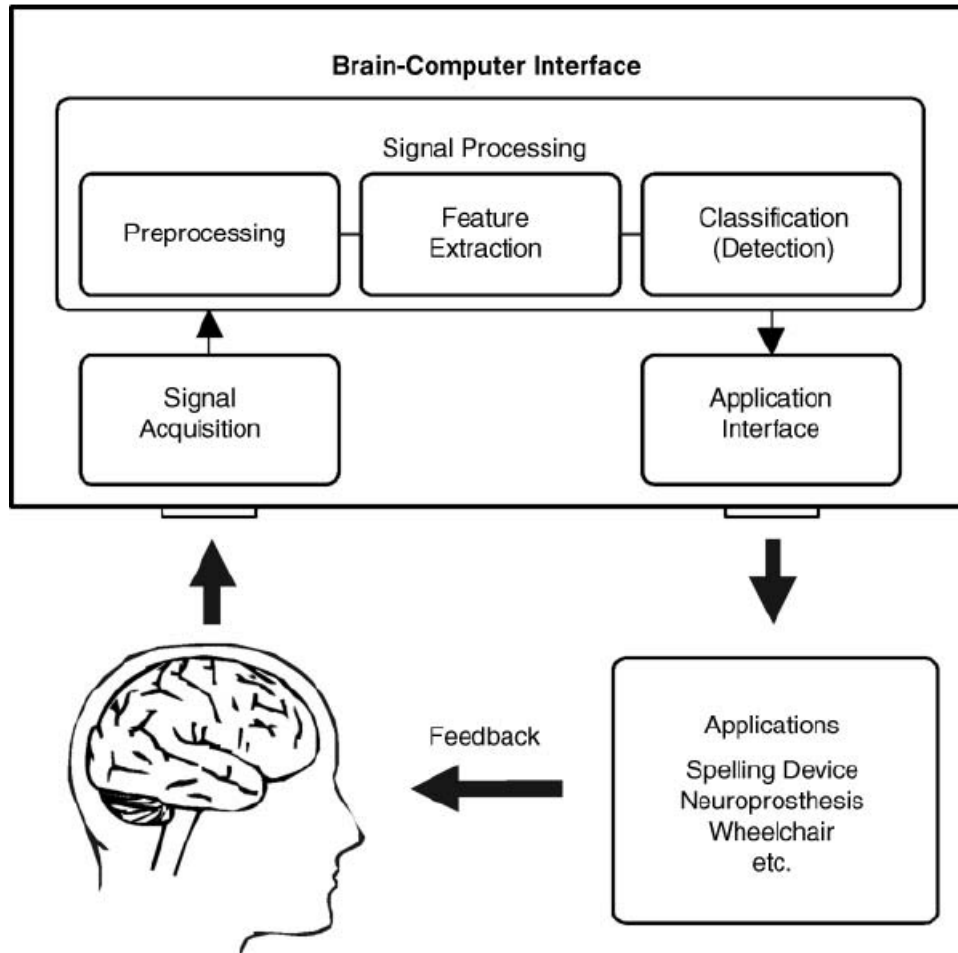 Brain-Computer Interface
Signal Processing
Preprocessing
Feature
Extraction
Classification
(Detection)
Signal
Acquisition
Application
Interface
Feedback
Applications
Spelling Device
Neuroprosthesis
Wheelchair
etc.